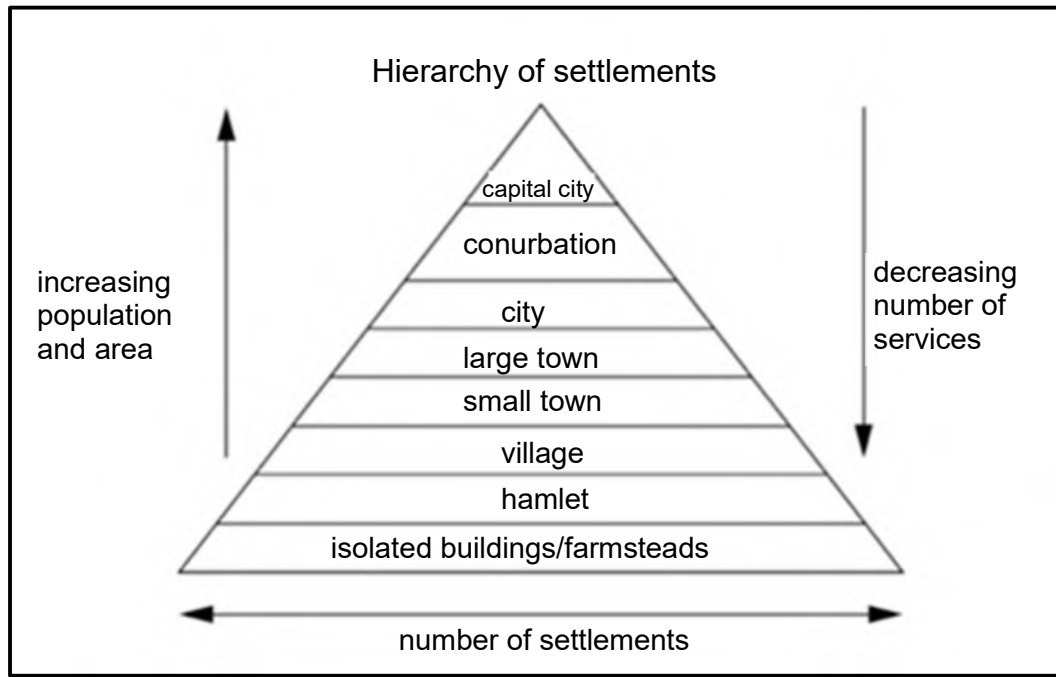 Hierarchy of settlements
capital city
conurbation
city
large town
small town
village
hamlet
isolated buildings/farmsteads
increasing
population
and area
decreasing
number of
services
number of settlements